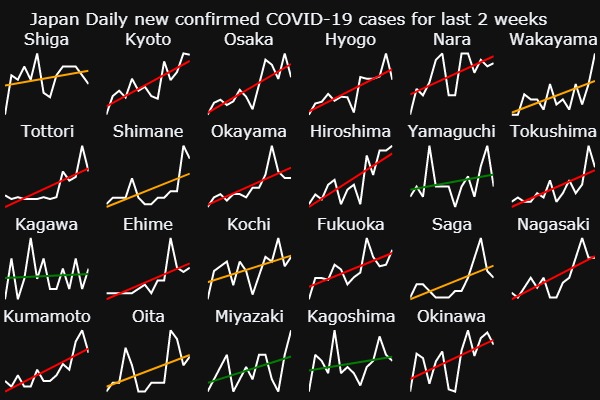 Japan Daily new confirmed COVID-19 cases for last 2 weeks
Shiga Kyoto Osaka Hyogo Nara Wakayama
Tottori Shimane Okayama Hiroshima Yamaguchi Tokushima
Kagawa Ehime Kochi Fukuoka Saga Nagasaki
Kumamoto Oita Miyazaki Kagoshima Okinawa